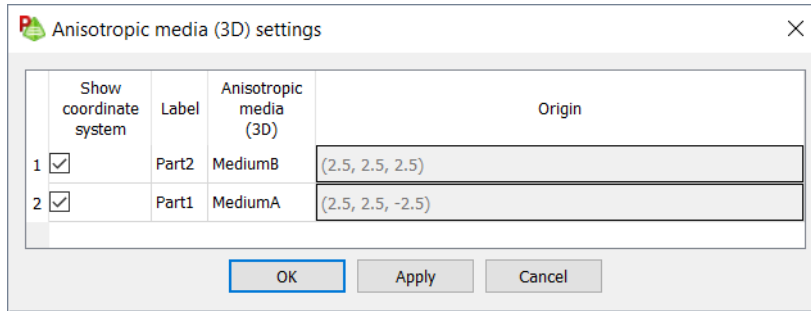 Anisotropic media (3D) settings
Show coordinate system Label Anisotropic media (3D) Origin
1 Part2 MediumB (2.5, 2.5, 2.5)
2 Part1 MediumA (2.5, 2.5, -2.5)
OK Apply Cancel